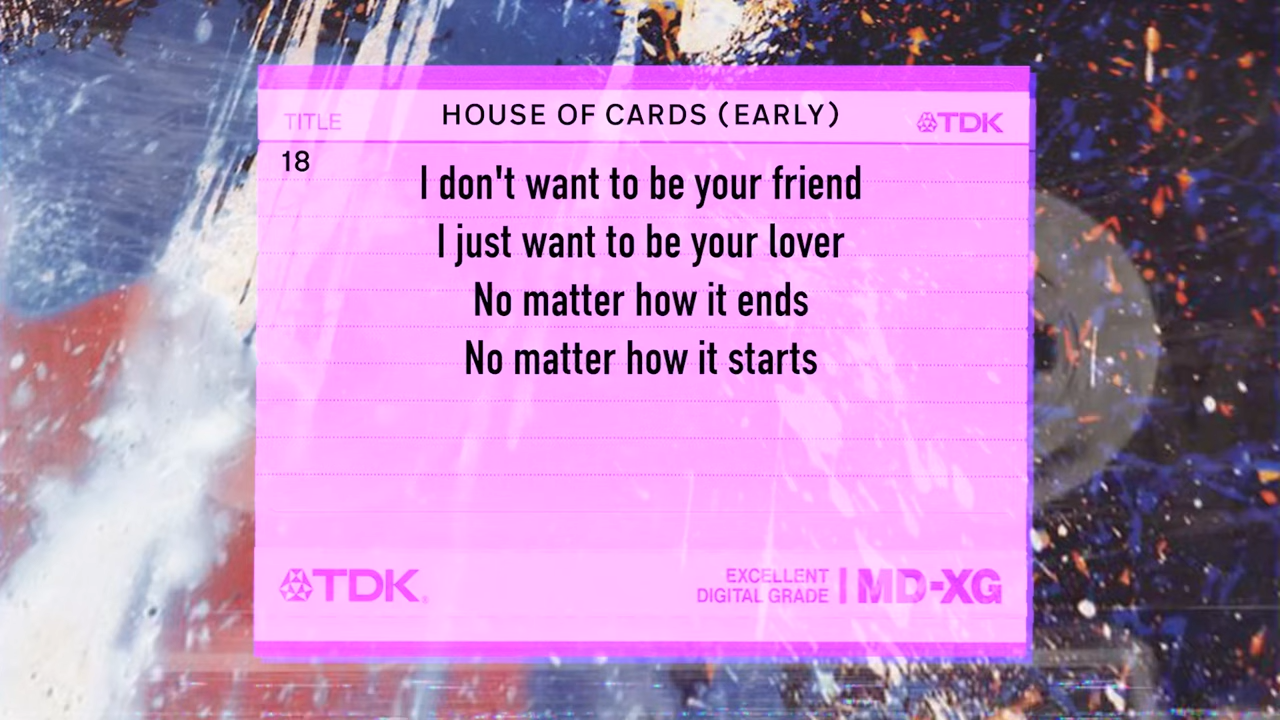 TITLE
HOUSE OF CARDS (EARLY)
TDK
18
I don't want to be your friend
I just want to be your lover
No matter how it ends
No matter how it starts
TDK®
EXCELLENT
DIGITAL GRADE | MD-XG